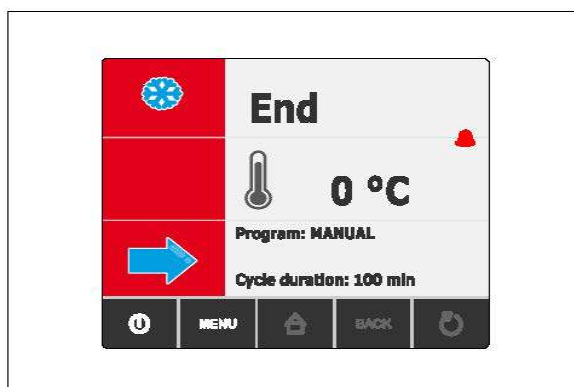 End
0 °C
Program: MANUAL
Cycle duration: 100 min
MENU
BACK